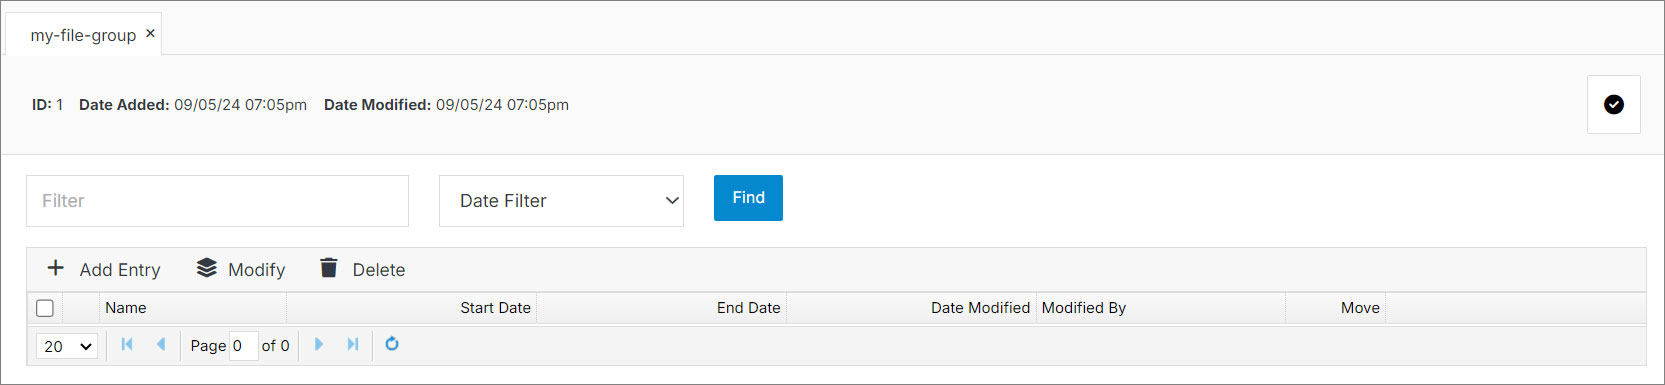 my-file-group ×
ID: 1 Date Added: 09/05/24 07:05pm Date Modified: 09/05/24 07:05pm
Filter Date Filter Find
+ Add Entry Modify Delete
Name Start Date End Date Date Modified Modified By Move
20 Page 0 of 0